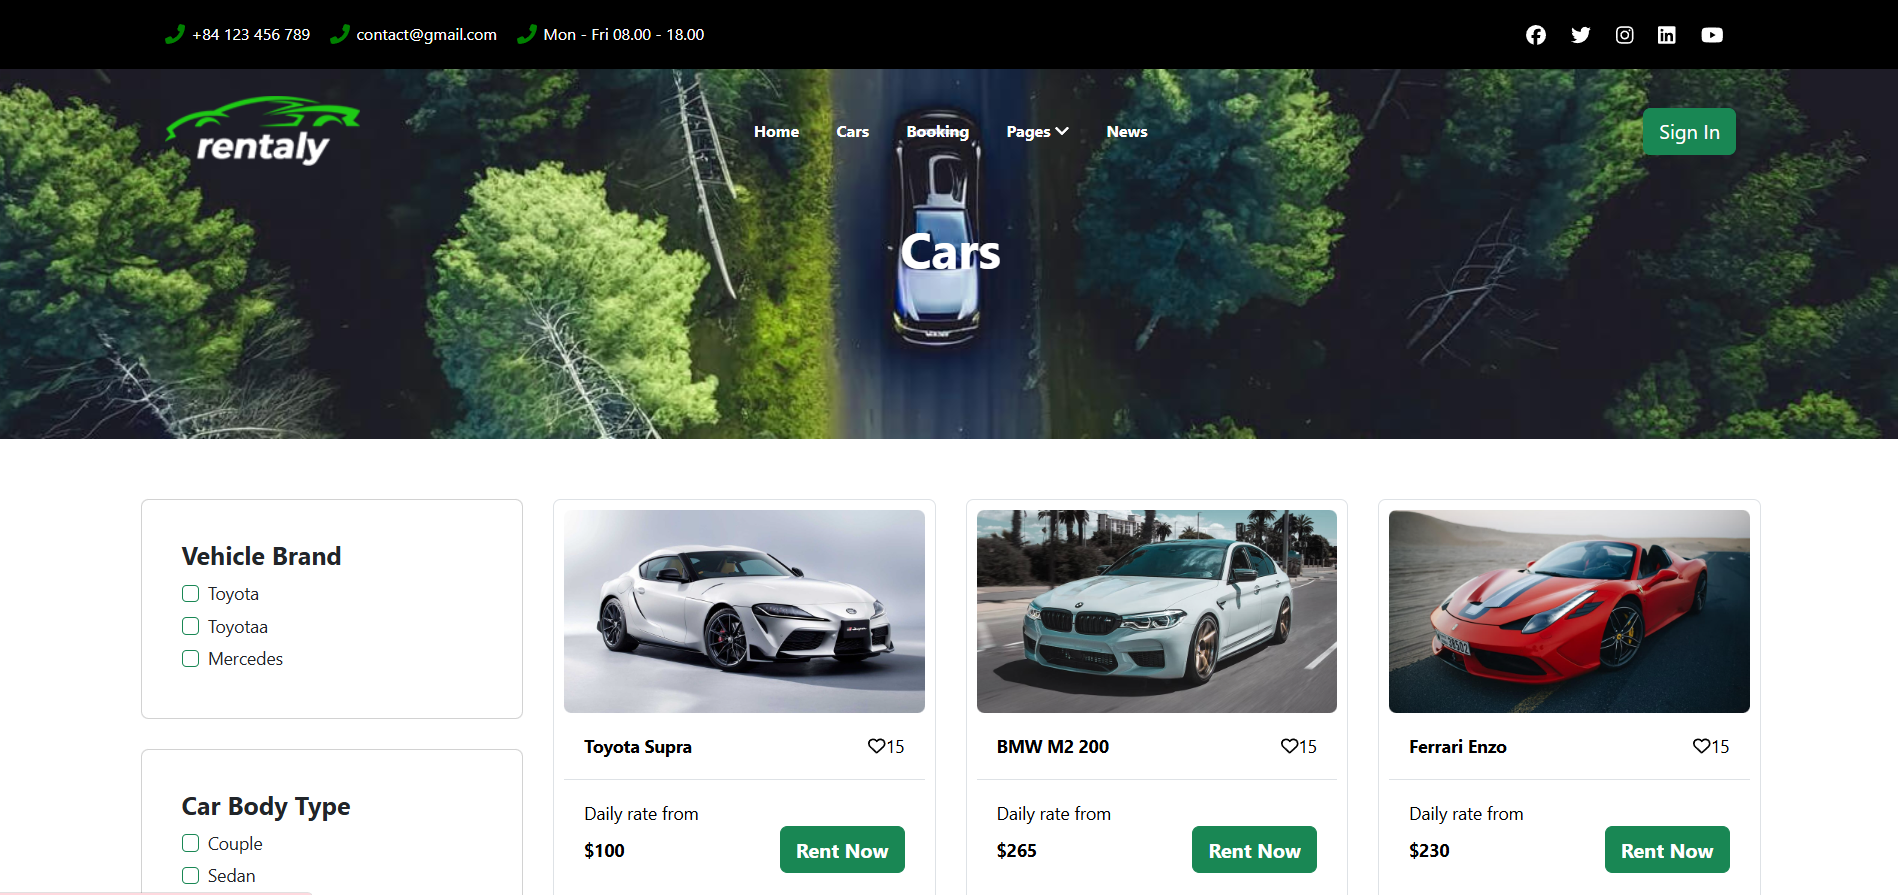 +84 123 456 789 contact@gmail.com Mon - Fri 08.00 - 18.00
rentaly
Home Cars Booking Pages News
Sign In
Cars
Vehicle Brand
Toyota
Toyotaa
Mercedes
Car Body Type
Couple
Sedan
Toyota Supra 15
Daily rate from
$100 Rent Now
BMW M2 200 15
Daily rate from
$265 Rent Now
Ferrari Enzo 15
Daily rate from
$230 Rent Now